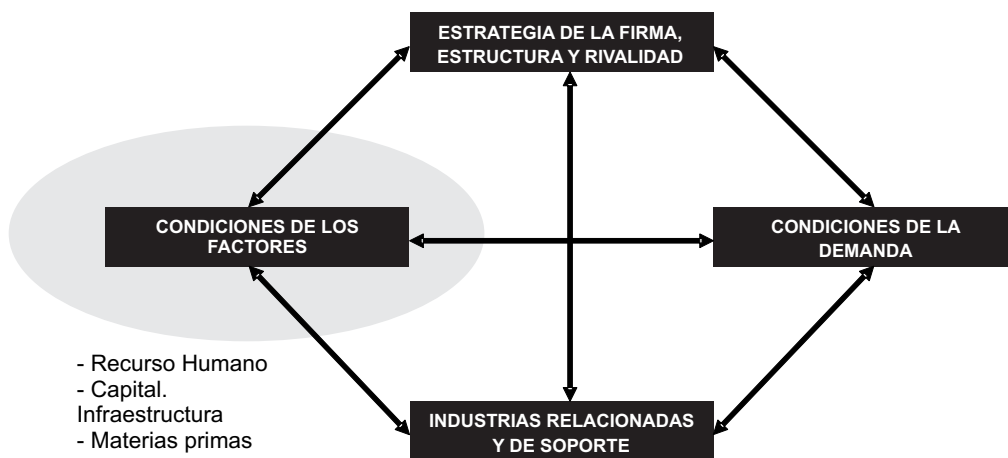 ESTRATEGIA DE LA FIRMA,
ESTRUCTURA Y RIVALIDAD
CONDICIONES DE LOS
FACTORES
CONDICIONES DE LA
DEMANDA
- Recurso Humano
- Capital.
Infraestructura
- Materias primas
INDUSTRIAS RELACIONADAS
Y DE SOPORTE